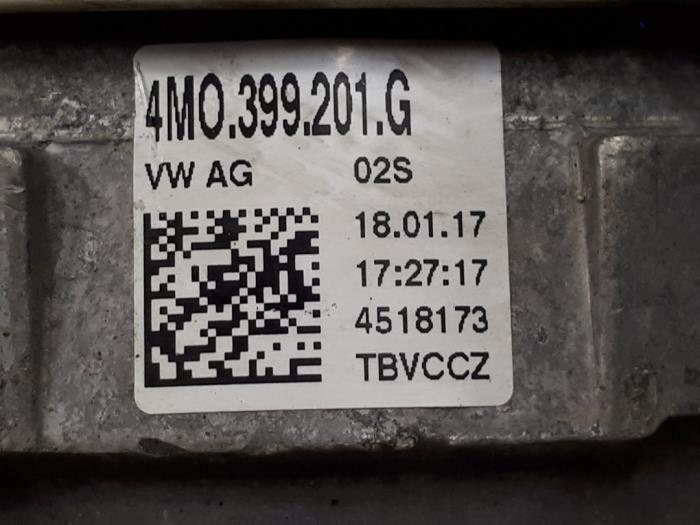 4M0.399.201.G
VW AG 02S
18.01.17
17:27:17
4518173
TBVCCZ